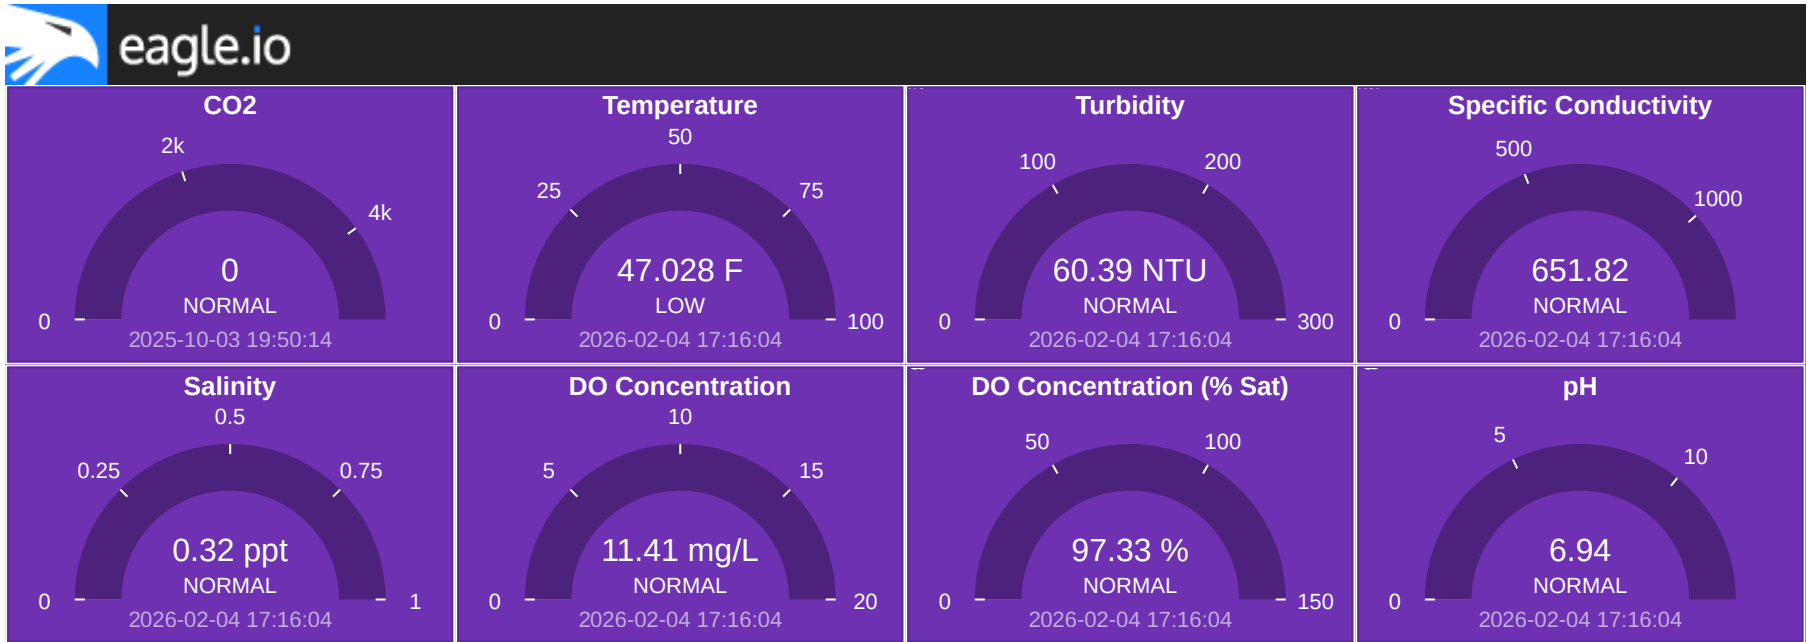 eagle.io
CO2
2k
4k
0
0
NORMAL
2025-10-03 19:50:14
Temperature
50
25
75
47.028 F
LOW
0
100
2026-02-04 17:16:04
Turbidity
100
200
60.39 NTU
NORMAL
0
300
2026-02-04 17:16:04
Specific Conductivity
500
1000
651.82
NORMAL
0
2026-02-04 17:16:04
Salinity
0.5
0.25
0.75
0.32 ppt
NORMAL
0
1
2026-02-04 17:16:04
DO Concentration
10
5
15
11.41 mg/L
NORMAL
0
20
2026-02-04 17:16:04
DO Concentration (% Sat)
50
100
97.33 %
NORMAL
0
150
2026-02-04 17:16:04
pH
5
10
6.94
NORMAL
0
2026-02-04 17:16:04